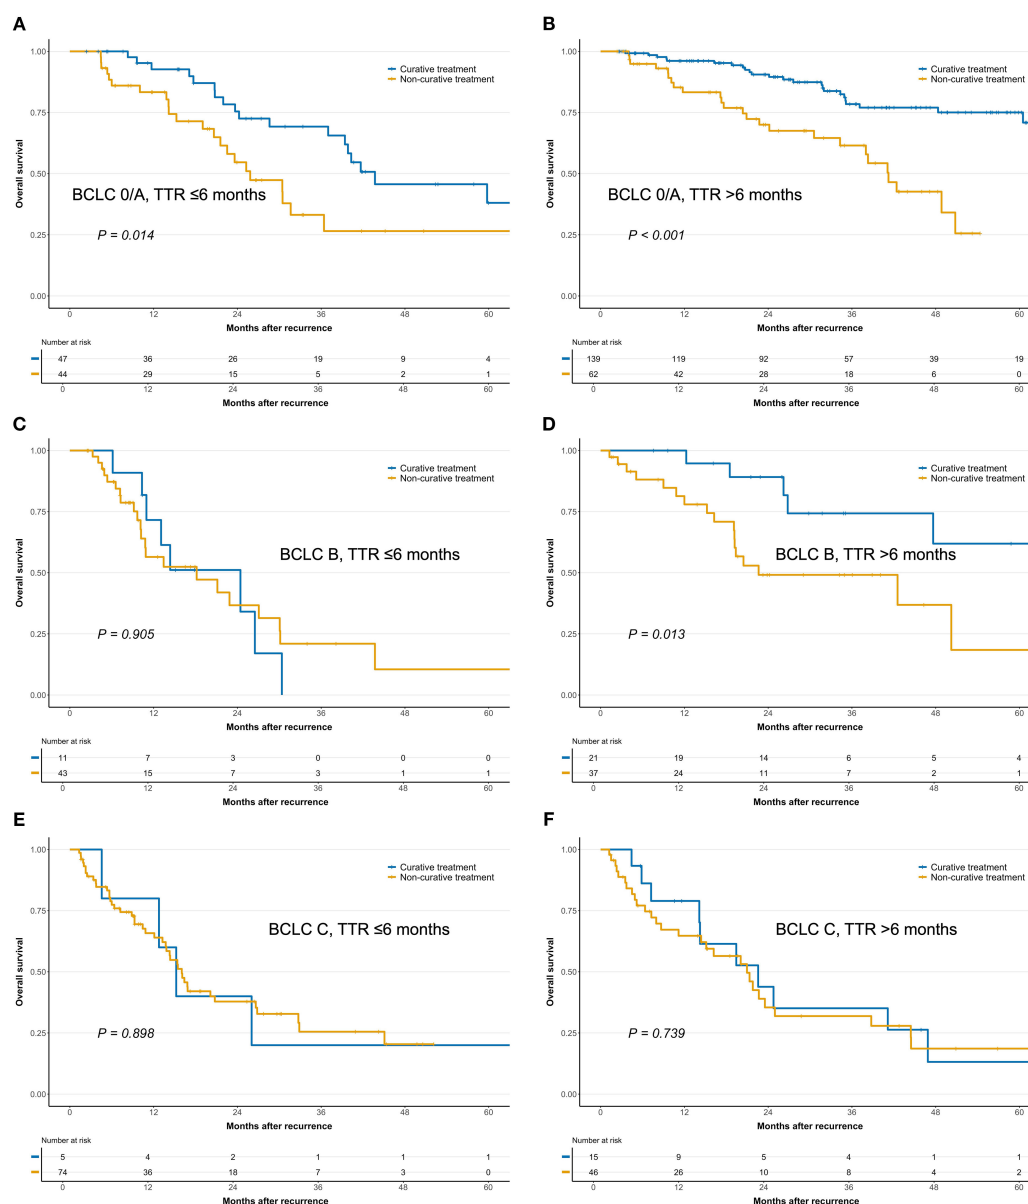 A
1.00
0.75
0.50
0.25
0.00
Overall survival
Curative treatment
Non-curative treatment
BCLC 0/A, TTR ≤6 months
P = 0.014
0 12 24 36 48 60
Months after recurrence
Number at risk
47 36 26 19 9 4
44 29 15 5 2 1
0 12 24 36 48 60
Months after recurrence
B
1.00
0.75
0.50
0.25
0.00
Overall survival
Curative treatment
Non-curative treatment
BCLC 0/A, TTR >6 months
P < 0.001
0 12 24 36 48 60
Months after recurrence
Number at risk
139 119 92 57 39 19
62 42 28 18 6 0
0 12 24 36 48 60
Months after recurrence
C
1.00
0.75
0.50
0.25
0.00
Overall survival
Curative treatment
Non-curative treatment
BCLC B, TTR ≤6 months
P = 0.905
0 12 24 36 48 60
Months after recurrence
Number at risk
11 7 3 0 0 0
43 15 7 3 1 1
0 12 24 36 48 60
Months after recurrence
D
1.00
0.75
0.50
0.25
0.00
Overall survival
Curative treatment
Non-curative treatment
BCLC B, TTR >6 months
P = 0.013
0 12 24 36 48 60
Months after recurrence
Number at risk
21 19 14 6 5 4
37 24 11 7 2 1
0 12 24 36 48 60
Months after recurrence
E
1.00
0.75
0.50
0.25
0.00
Overall survival
Curative treatment
Non-curative treatment
BCLC C, TTR ≤6 months
P = 0.898
0 12 24 36 48 60
Months after recurrence
Number at risk
5 4 2 1 1 1
74 36 18 7 3 0
0 12 24 36 48 60
Months after recurrence
F
1.00
0.75
0.50
0.25
0.00
Overall survival
Curative treatment
Non-curative treatment
BCLC C, TTR >6 months
P = 0.739
0 12 24 36 48 60
Months after recurrence
Number at risk
15 9 5 4 1 1
46 26 10 8 4 2
0 12 24 36 48 60
Months after recurrence